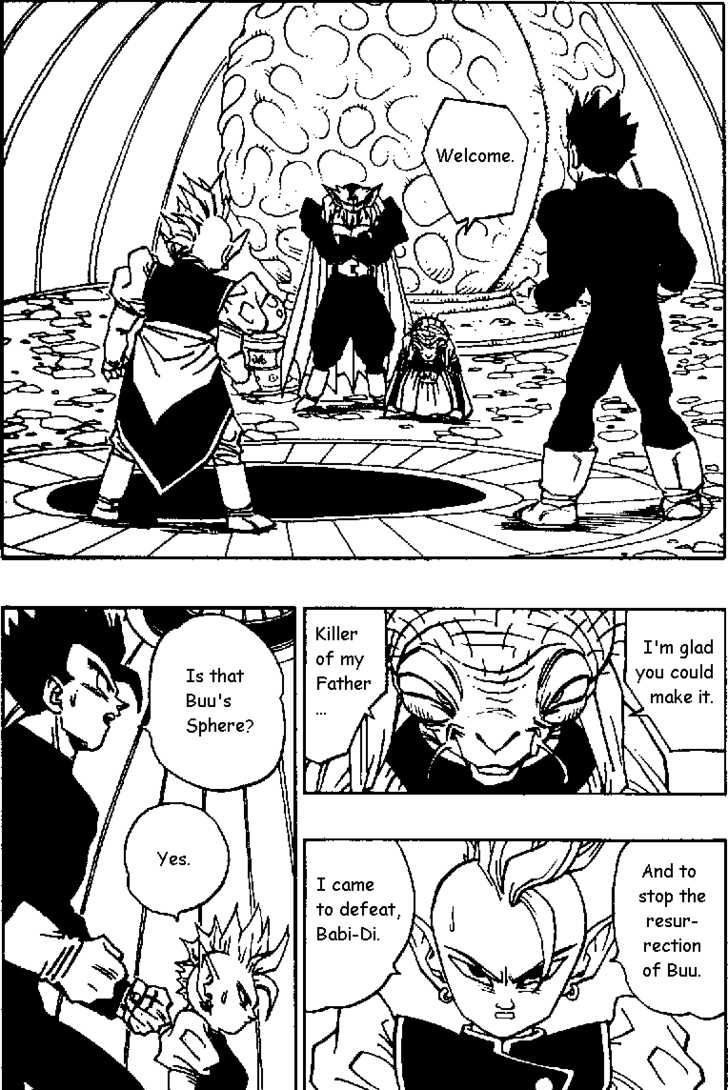 Welcome.
I'm glad
you could
make it.
Killer
of my
Father
...
And to
stop the
resur-
rection
of Buu.
I came
to defeat,
Babi-Di.
Is that
Buu's
Sphere?
Yes.